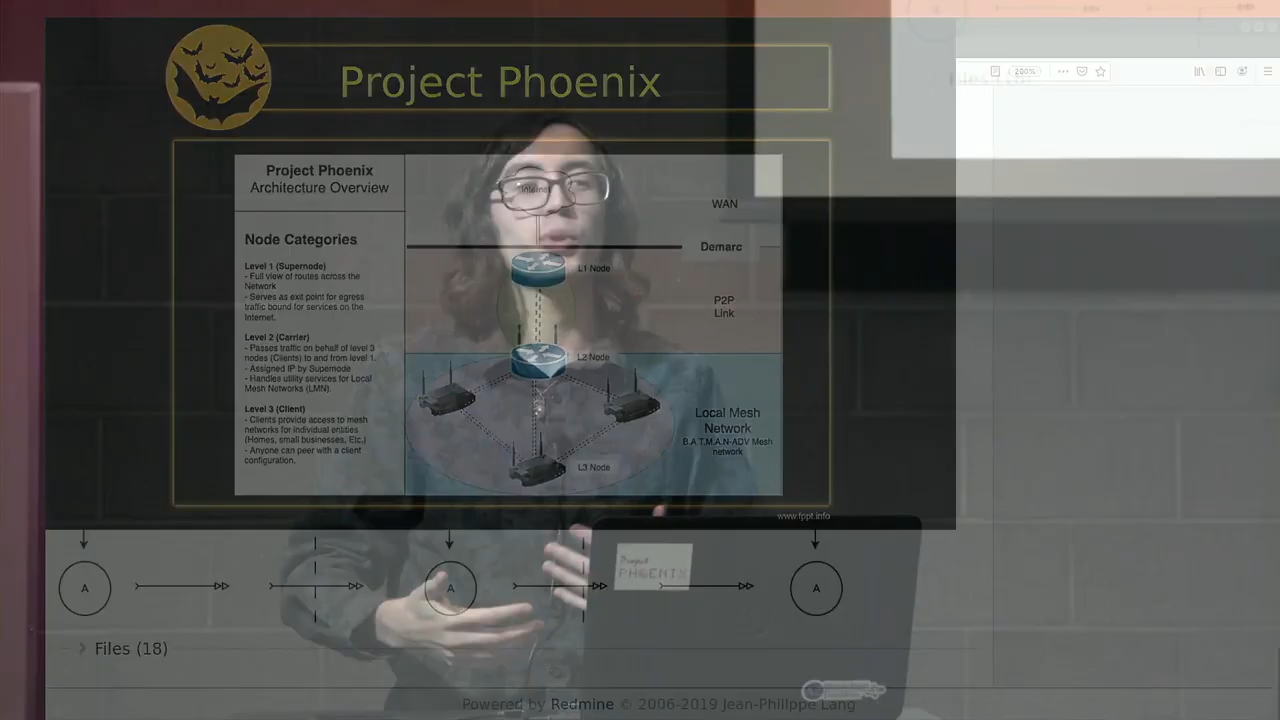 Project Phoenix
200%
Project Phoenix
Architecture Overview
Node Categories
Level 1 (Supernode)
- Full view of routes across the
Network
- Serves as exit point for egress
traffic bound for services on the
Internet.
Level 2 (Carrier)
- Passes traffic on behalf of level 3
nodes (Clients) to and from level 1.
- Assigned IP by Supernode
- Handles utility services for Local
Mesh Networks (LMN).
Level 3 (Client)
- Clients provide access to mesh
networks for individual entities
(Homes, small businesses, Etc.)
- Anyone can peer with a client
configuration.
Internet
WAN
Demarc
L1 Node
P2P
Link
L2 Node
Local Mesh
Network
B.A.T.M.A.N-ADV Mesh
network
L3 Node
www.fppt.info
Project
PHOENIX
A
A
A
Files (18)
Powered by Redmine © 2006-2019 Jean-Philippe Lang